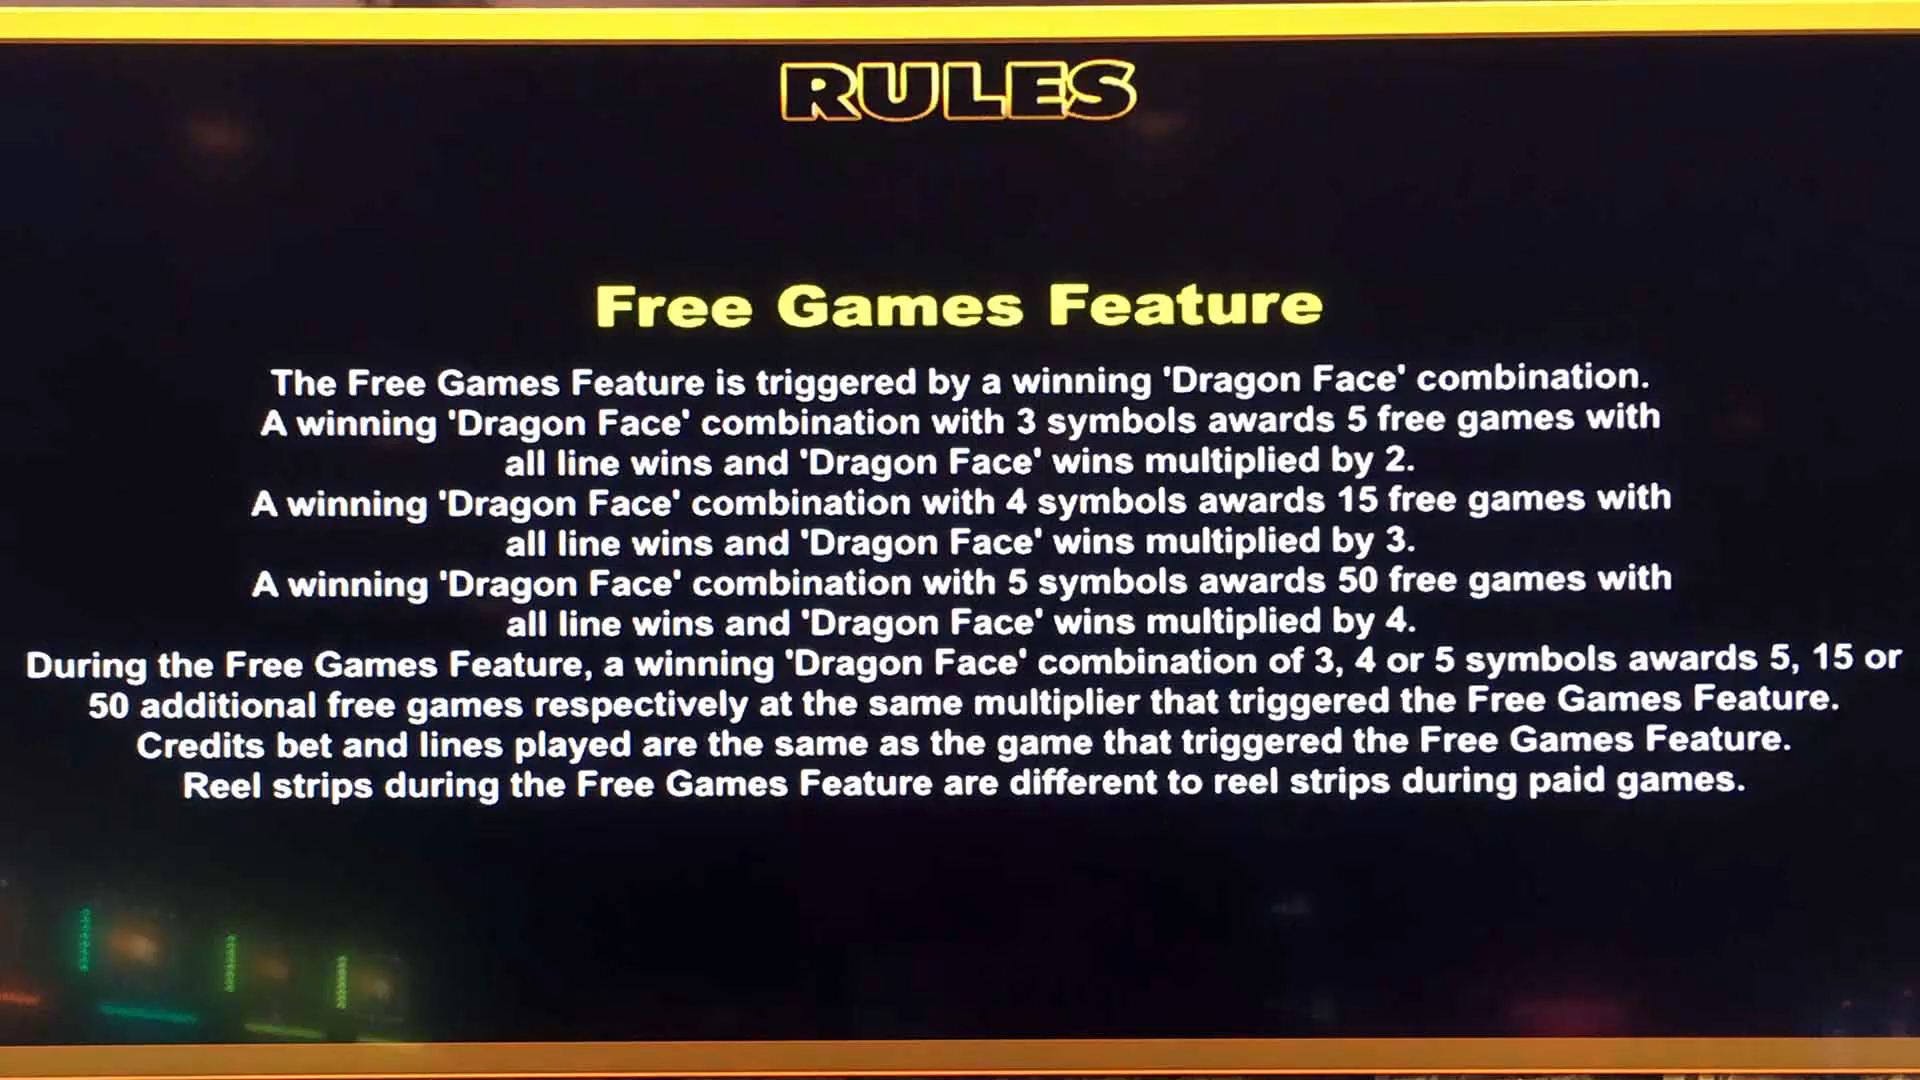 RULES
Free Games Feature
The Free Games Feature is triggered by a winning 'Dragon Face' combination.
A winning 'Dragon Face' combination with 3 symbols awards 5 free games with
all line wins and 'Dragon Face' wins multiplied by 2.
A winning 'Dragon Face' combination with 4 symbols awards 15 free games with
all line wins and 'Dragon Face' wins multiplied by 3.
A winning 'Dragon Face' combination with 5 symbols awards 50 free games with
all line wins and 'Dragon Face' wins multiplied by 4.
During the Free Games Feature, a winning 'Dragon Face' combination of 3, 4 or 5 symbols awards 5, 15 or
50 additional free games respectively at the same multiplier that triggered the Free Games Feature.
Credits bet and lines played are the same as the game that triggered the Free Games Feature.
Reel strips during the Free Games Feature are different to reel strips during paid games.